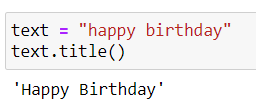 text = "happy birthday"
text.title()
'Happy Birthday'